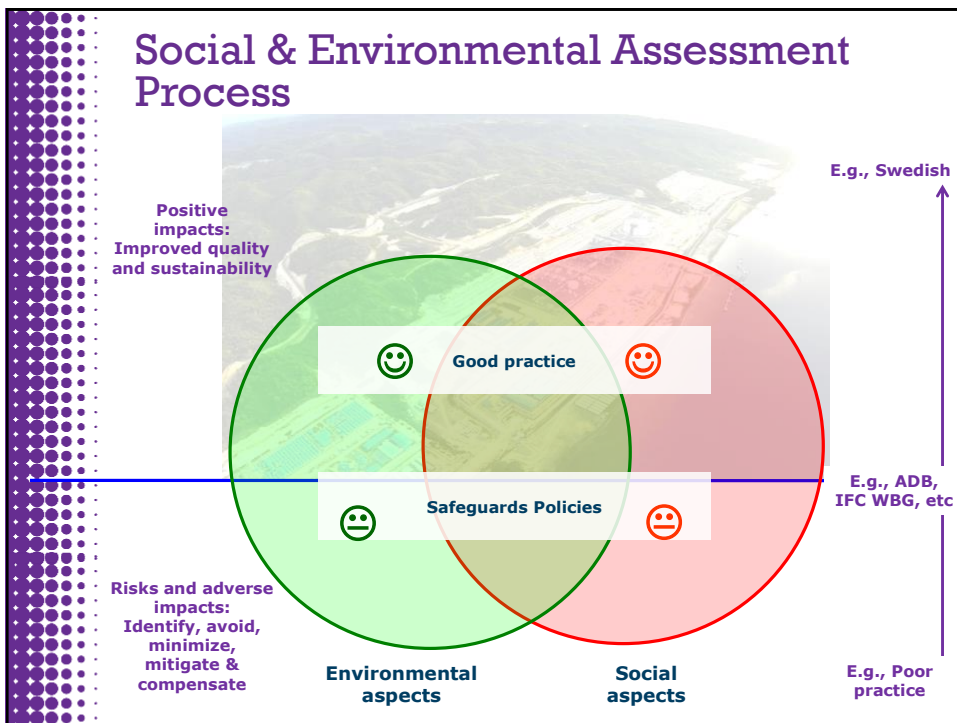 Social & Environmental Assessment
Process
E.g., Swedish
Positive
impacts:
Improved quality
and sustainability
Good practice
E.g., ADB,
IFC WBG, etc
Safeguards Policies
Risks and adverse
impacts:
Identify, avoid,
minimize,
mitigate &
compensate
Environmental
aspects
Social
aspects
E.g., Poor
practice